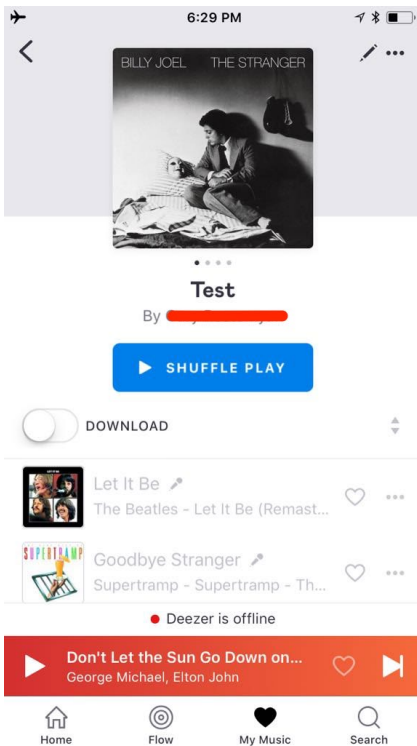 6:29 PM
BILLY JOEL THE STRANGER
Test
By
SHUFFLE PLAY
DOWNLOAD
Let It Be
The Beatles - Let It Be (Remast...
SUPERTRAMP
Goodbye Stranger
Supertramp - Supertramp - Th...
Deezer is offline
Don't Let the Sun Go Down on...
George Michael, Elton John
Home Flow My Music Search